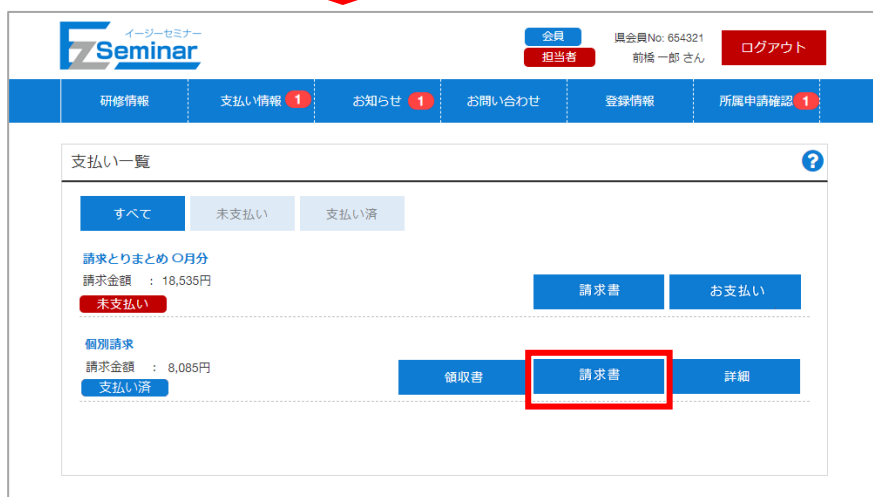 イージーセミナー
EZ Seminar
会員
担当者
県会員No: 654321
前橋 一郎 さん
ログアウト
研修情報
支払い情報 1
お知らせ 1
お問い合わせ
登録情報
所属申請確認 1
支払い一覧
?
すべて
未支払い
支払い済
請求とりまとめ 〇月分
請求金額 : 18,535円
未支払い
請求書
お支払い
個別請求
請求金額 : 8,085円
支払い済
領収書
請求書
詳細